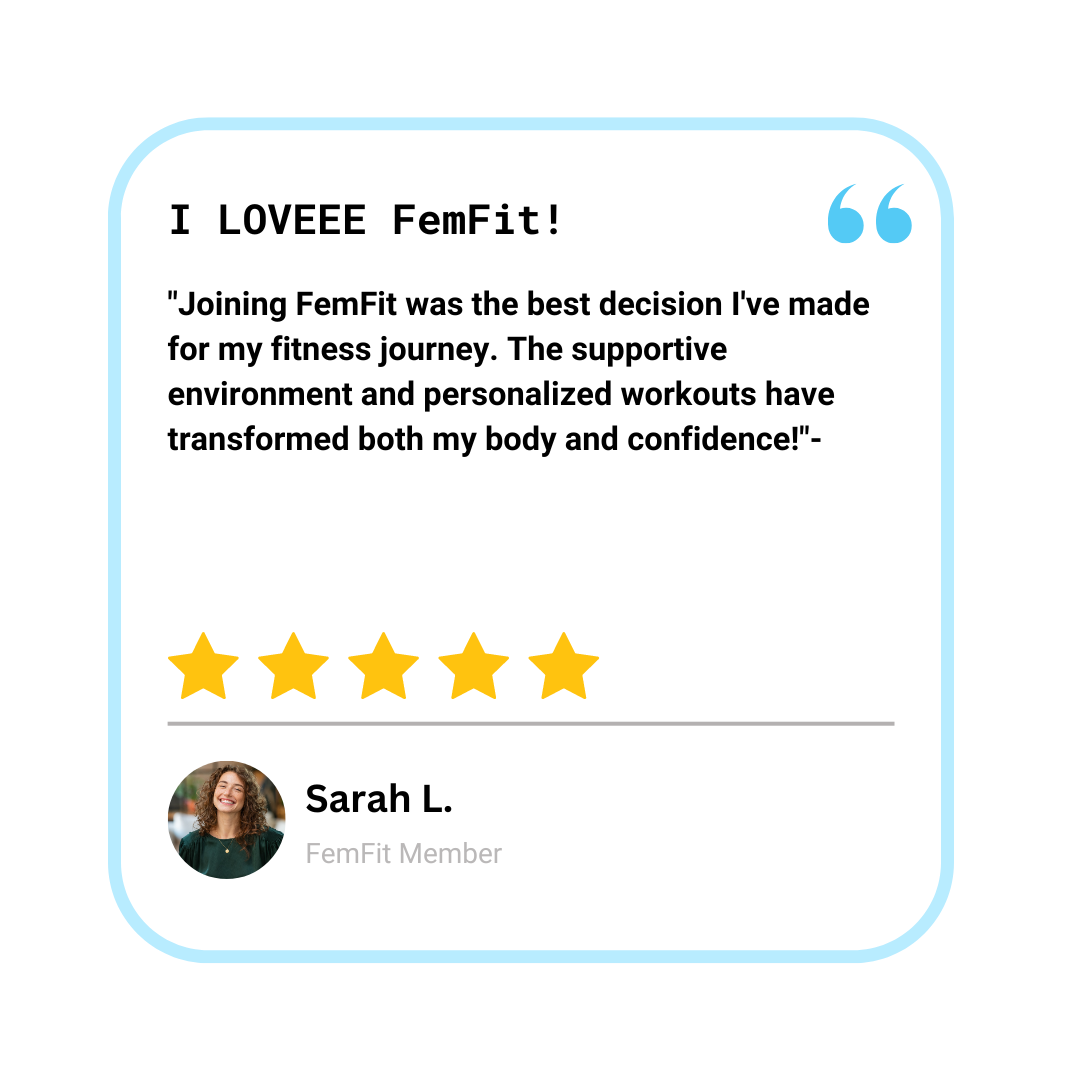 I LOVEEE FemFit!
"Joining FemFit was the best decision I've made
for my fitness journey. The supportive
environment and personalized workouts have
transformed both my body and confidence!"-
Sarah L.
FemFit Member